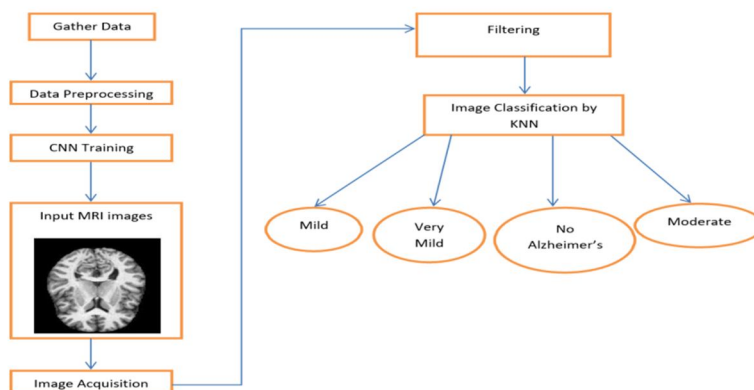 Gather Data
Data Preprocessing
CNN Training
Input MRI images
Image Acquisition
Filtering
Image Classification by
KNN
Mild
Very
Mild
No
Alzheimer's
Moderate